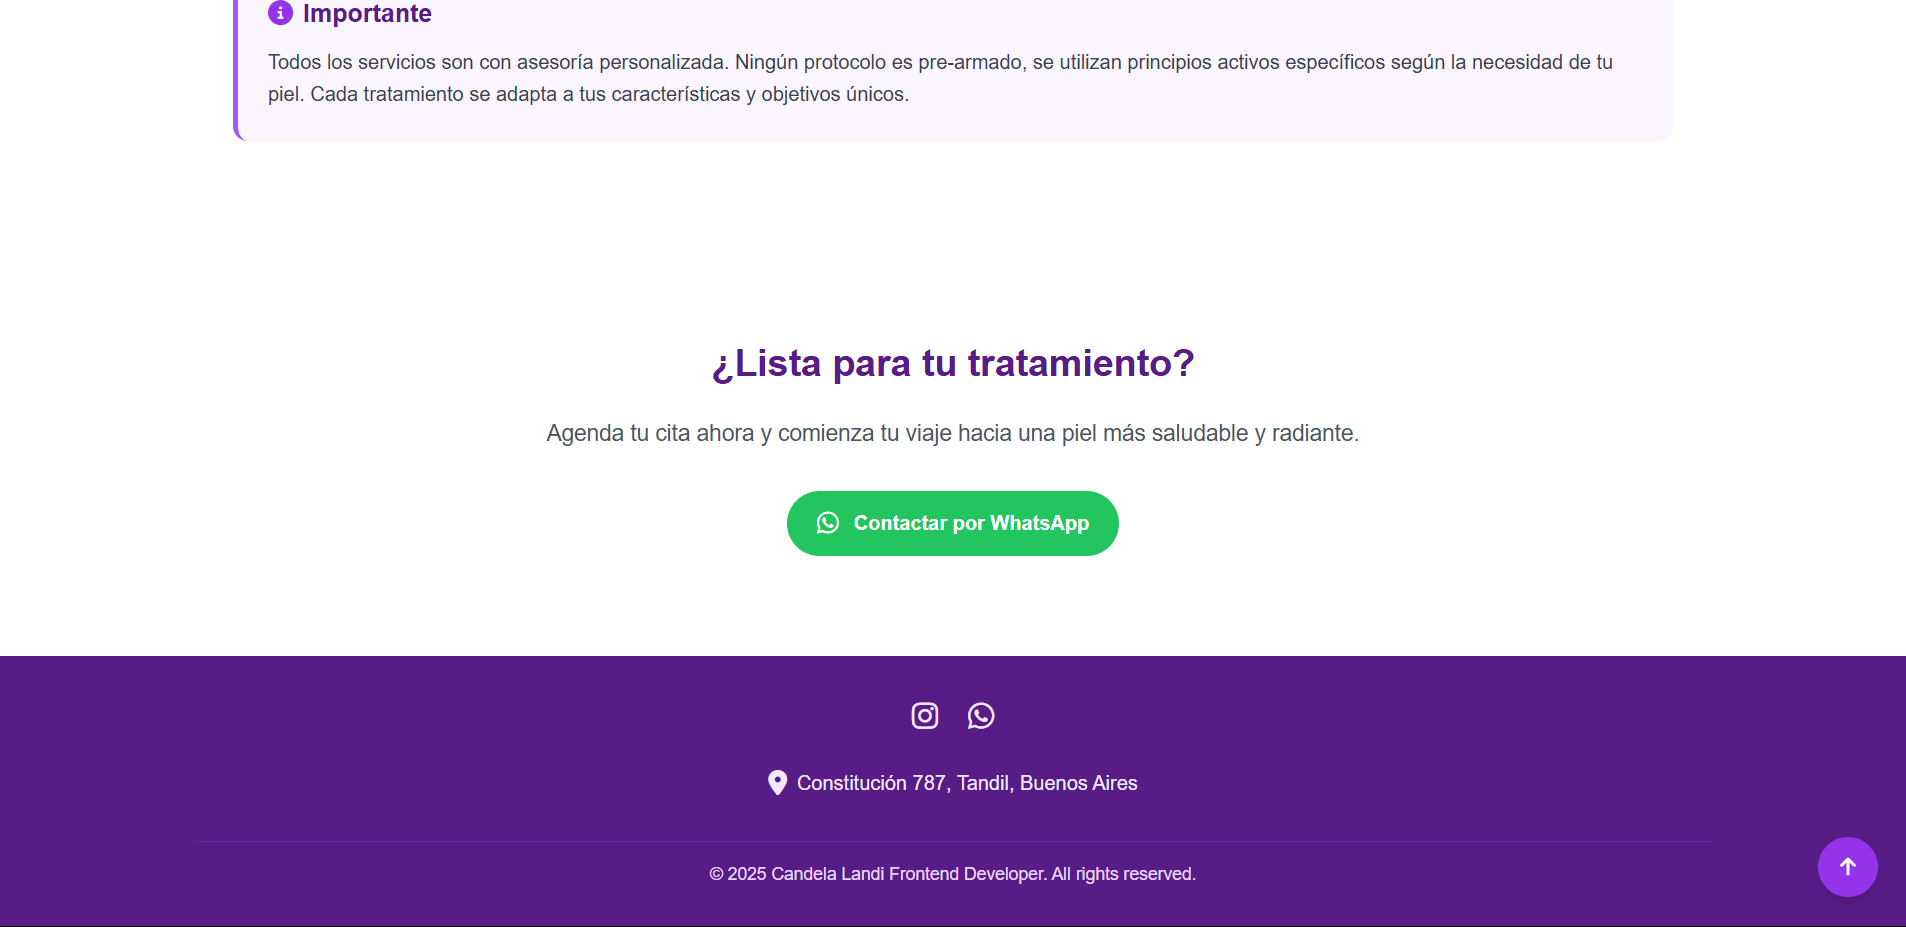 Importante
Todos los servicios son con asesoría personalizada. Ningún protocolo es pre-armado, se utilizan principios activos específicos según la necesidad de tu
piel. Cada tratamiento se adapta a tus características y objetivos únicos.
¿Lista para tu tratamiento?
Agenda tu cita ahora y comienza tu viaje hacia una piel más saludable y radiante.
Contactar por WhatsApp
Constitución 787, Tandil, Buenos Aires
© 2025 Candela Landi Frontend Developer. All rights reserved.